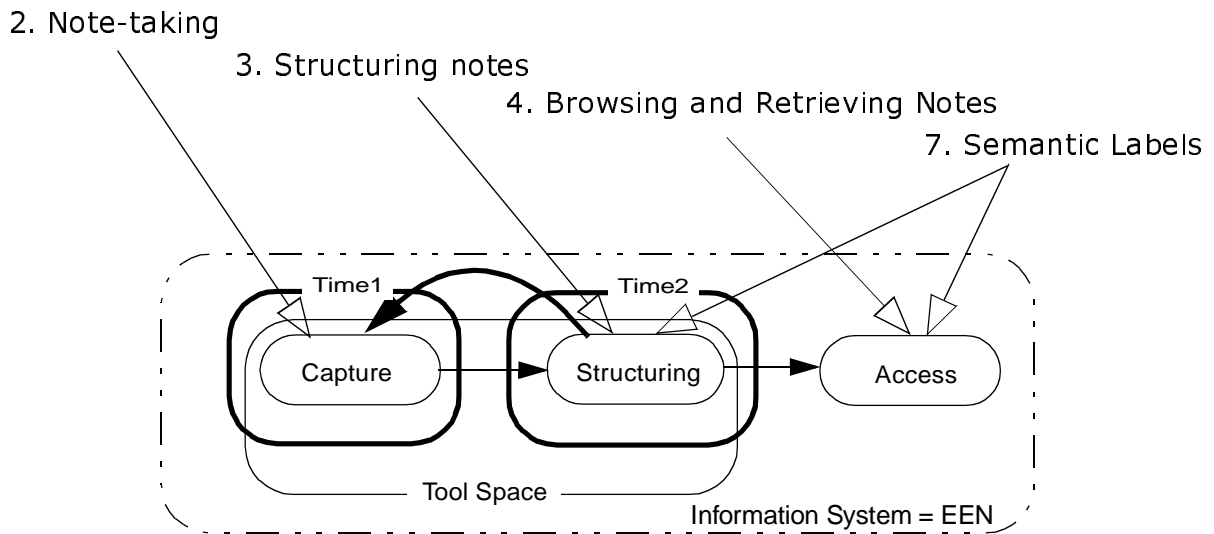 2. Note-taking
3. Structuring notes
4. Browsing and Retrieving Notes
7. Semantic Labels
Time1
Time2
Capture
Structuring
Access
Tool Space
Information System = EEN